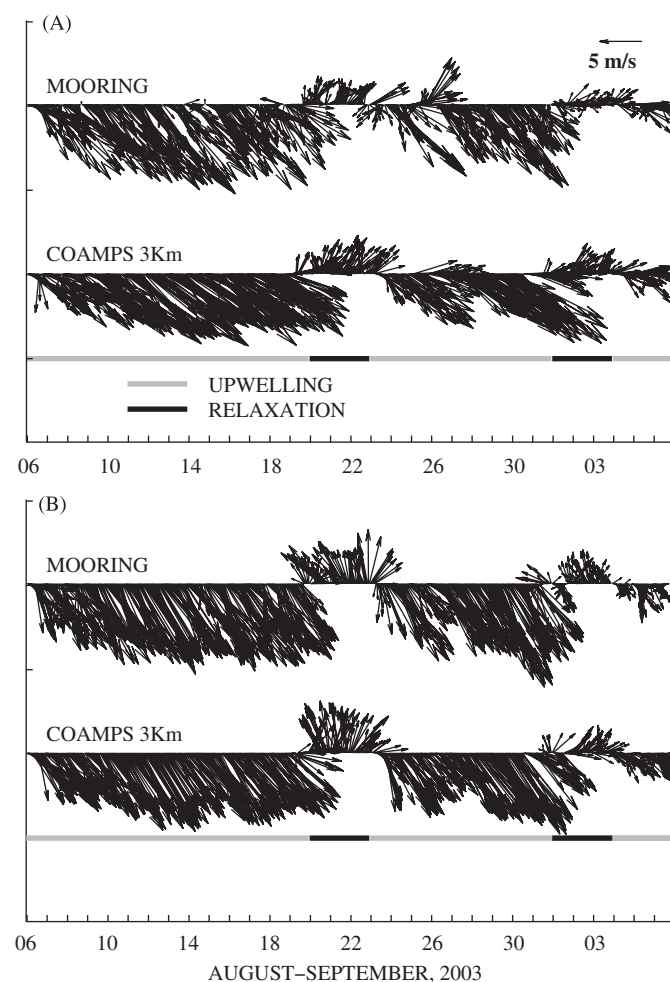 (A)
5 m/s
MOORING
COAMPS 3Km
UPWELLING
RELAXATION
06 10 14 18 22 26 30 03
(B)
MOORING
COAMPS 3Km
06 10 14 18 22 26 30 03
AUGUST−SEPTEMBER, 2003